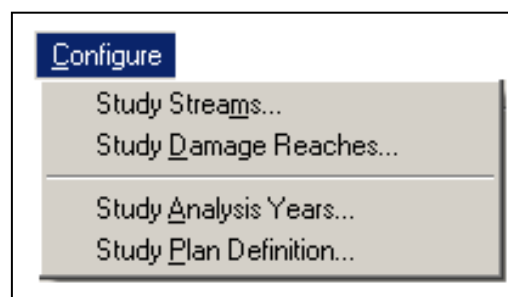 Configure
Study Streams...
Study Damage Reaches...
Study Analysis Years...
Study Plan Definition...